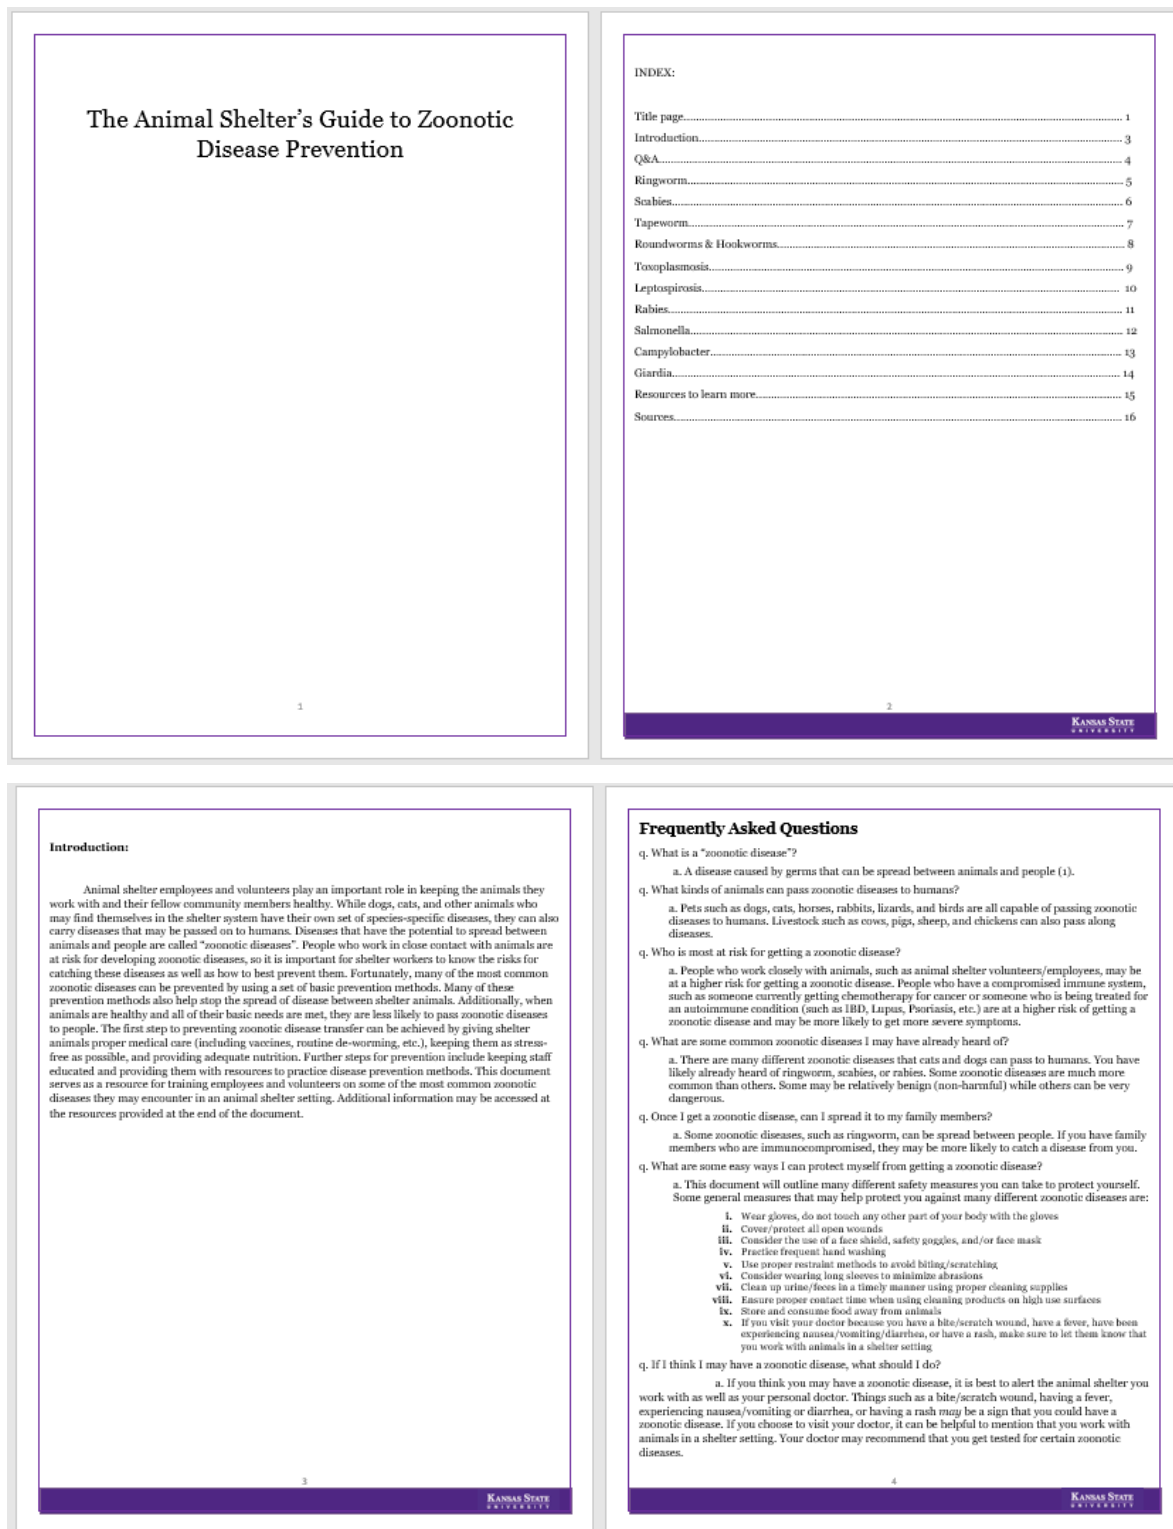 The Animal Shelter's Guide to Zoonotic
Disease Prevention
1
INDEX:
Title page........ 1
Introduction........ 3
Q&A........ 4
Ringworm........ 5
Scabies........ 6
Tapeworm........ 7
Roundworms & Hookworms........ 8
Toxoplasmosis........ 9
Leptospirosis........ 10
Rabies........ 11
Salmonella........ 12
Campylobacter........ 13
Giardia........ 14
Resources to learn more........ 15
Sources........ 16
2
KANSAS STATE
UNIVERSITY
Introduction:
Animal shelter employees and volunteers play an important role in keeping the animals they
work with and their fellow community members healthy. While dogs, cats, and other animals who
may find themselves in the shelter system have their own set of species-specific diseases, they can also
carry diseases that may be passed on to humans. Diseases that have the potential to spread between
animals and people are called "zoonotic diseases". People who work in close contact with animals are
at risk for developing zoonotic diseases, so it is important for shelter workers to know the risks for
catching these diseases as well as how to best prevent them. Fortunately, many of the most common
zoonotic diseases can be prevented by using a set of basic prevention methods. Many of these
prevention methods also help stop the spread of disease between shelter animals. Additionally, when
animals are healthy and all of their basic needs are met, they are less likely to pass zoonotic diseases
to people. The first step to preventing zoonotic disease transfer can be achieved by giving shelter
animals proper medical care (including vaccines, routine de-worming, etc.), keeping them as stress-
free as possible, and providing adequate nutrition. Further steps for prevention include keeping staff
educated and providing them with resources to practice disease prevention methods. This document
serves as a resource for training employees and volunteers on some of the most common zoonotic
diseases they may encounter in an animal shelter setting. Additional information may be accessed at
the resources provided at the end of the document.
3
KANSAS STATE
UNIVERSITY
Frequently Asked Questions
q. What is a "zoonotic disease"?
a. A disease caused by germs that can be spread between animals and people (1).
q. What kinds of animals can pass zoonotic diseases to humans?
a. Pets such as dogs, cats, horses, rabbits, lizards, and birds are all capable of passing zoonotic
diseases to humans. Livestock such as cows, pigs, sheep, and chickens can also pass along
diseases.
q. Who is most at risk for getting a zoonotic disease?
a. People who work closely with animals, such as animal shelter volunteers/employees, may be
at a higher risk for getting a zoonotic disease. People who have a compromised immune system,
such as someone currently getting chemotherapy for cancer or someone who is being treated for
an autoimmune condition (such as IBD, Lupus, Psoriasis, etc.) are at a higher risk of getting a
zoonotic disease and may be more likely to get more severe symptoms.
q. What are some common zoonotic diseases I may have already heard of?
a. There are many different zoonotic diseases that cats and dogs can pass to humans. You have
likely already heard of ringworm, scabies, or rabies. Some zoonotic diseases are much more
common than others. Some may be relatively benign (non-harmful) while others can be very
dangerous.
q. Once I get a zoonotic disease, can I spread it to my family members?
a. Some zoonotic diseases, such as ringworm, can be spread between people. If you have family
members who are immunocompromised, they may be more likely to catch a disease from you.
q. What are some easy ways I can protect myself from getting a zoonotic disease?
a. This document will outline many different safety measures you can take to protect yourself.
Some general measures that may help protect you against many different zoonotic diseases are:
i. Wear gloves, do not touch any other part of your body with the gloves
ii. Cover/protect all open wounds
iii. Consider the use of a face shield, safety goggles, and/or face mask
iv. Practice frequent hand washing
v. Use proper restraint methods to avoid biting/scratching
vi. Consider wearing long sleeves to minimize abrasions
vii. Clean up urine/feces in a timely manner using proper cleaning supplies
viii. Ensure proper contact time when using cleaning products on high use surfaces
ix. Store and consume food away from animals
x. If you visit your doctor because you have a bite/scratch wound, have a fever, have been
experiencing nausea/vomiting/diarrhea, or have a rash, make sure to let them know that
you work with animals in a shelter setting
q. If I think I may have a zoonotic disease, what should I do?
a. If you think you may have a zoonotic disease, it is best to alert the animal shelter you
work with as well as your personal doctor. Things such as a bite/scratch wound, having a fever,
experiencing nausea/vomiting or diarrhea, or having a rash may be a sign that you could have a
zoonotic disease. If you choose to visit your doctor, it can be helpful to mention that you work with
animals in a shelter setting. Your doctor may recommend that you get tested for certain zoonotic
diseases.
4
KANSAS STATE
UNIVERSITY